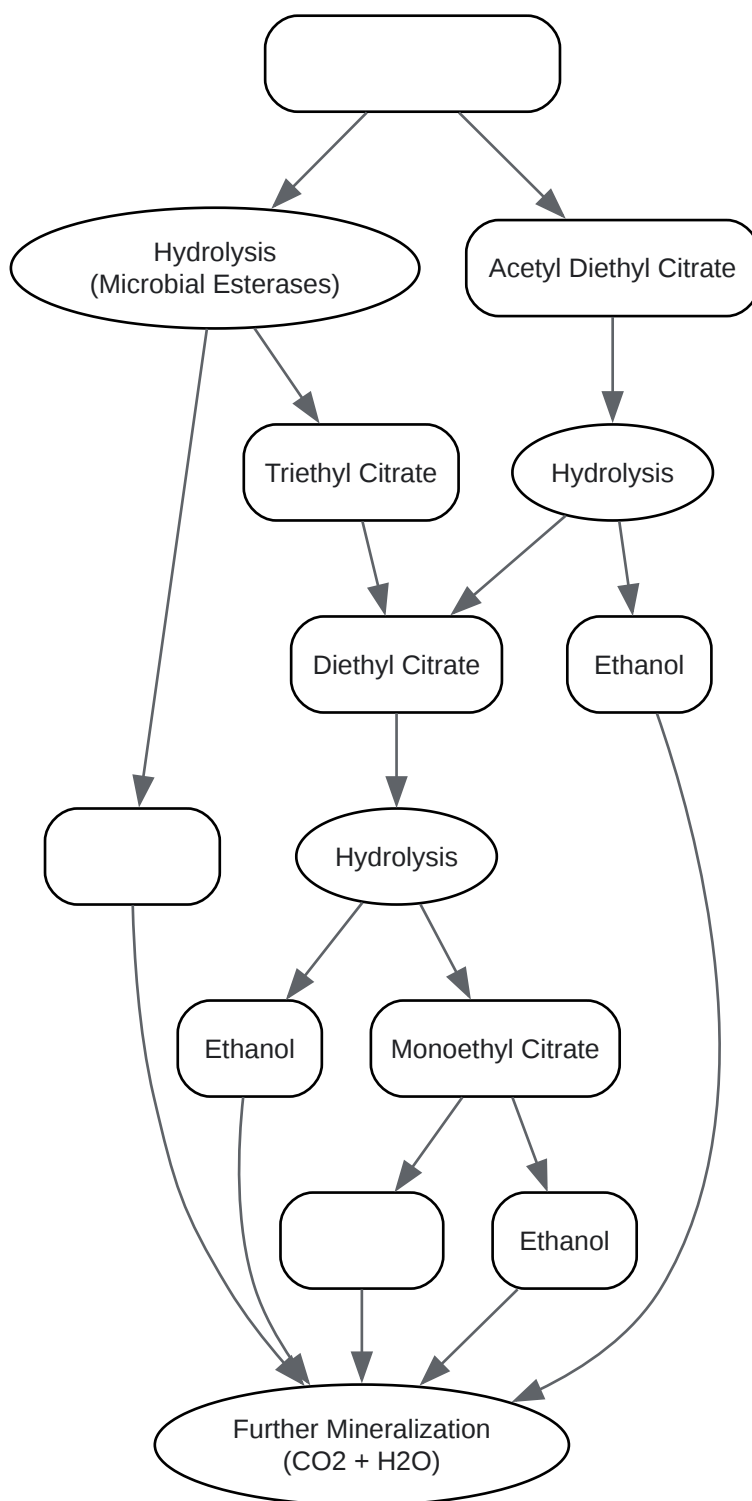 Hydrolysis
(Microbial Esterases)
Acetyl Diethyl Citrate
Triethyl Citrate
Hydrolysis
Diethyl Citrate
Ethanol
Hydrolysis
Ethanol
Monoethyl Citrate
Ethanol
Further Mineralization
(CO2 + H2O)